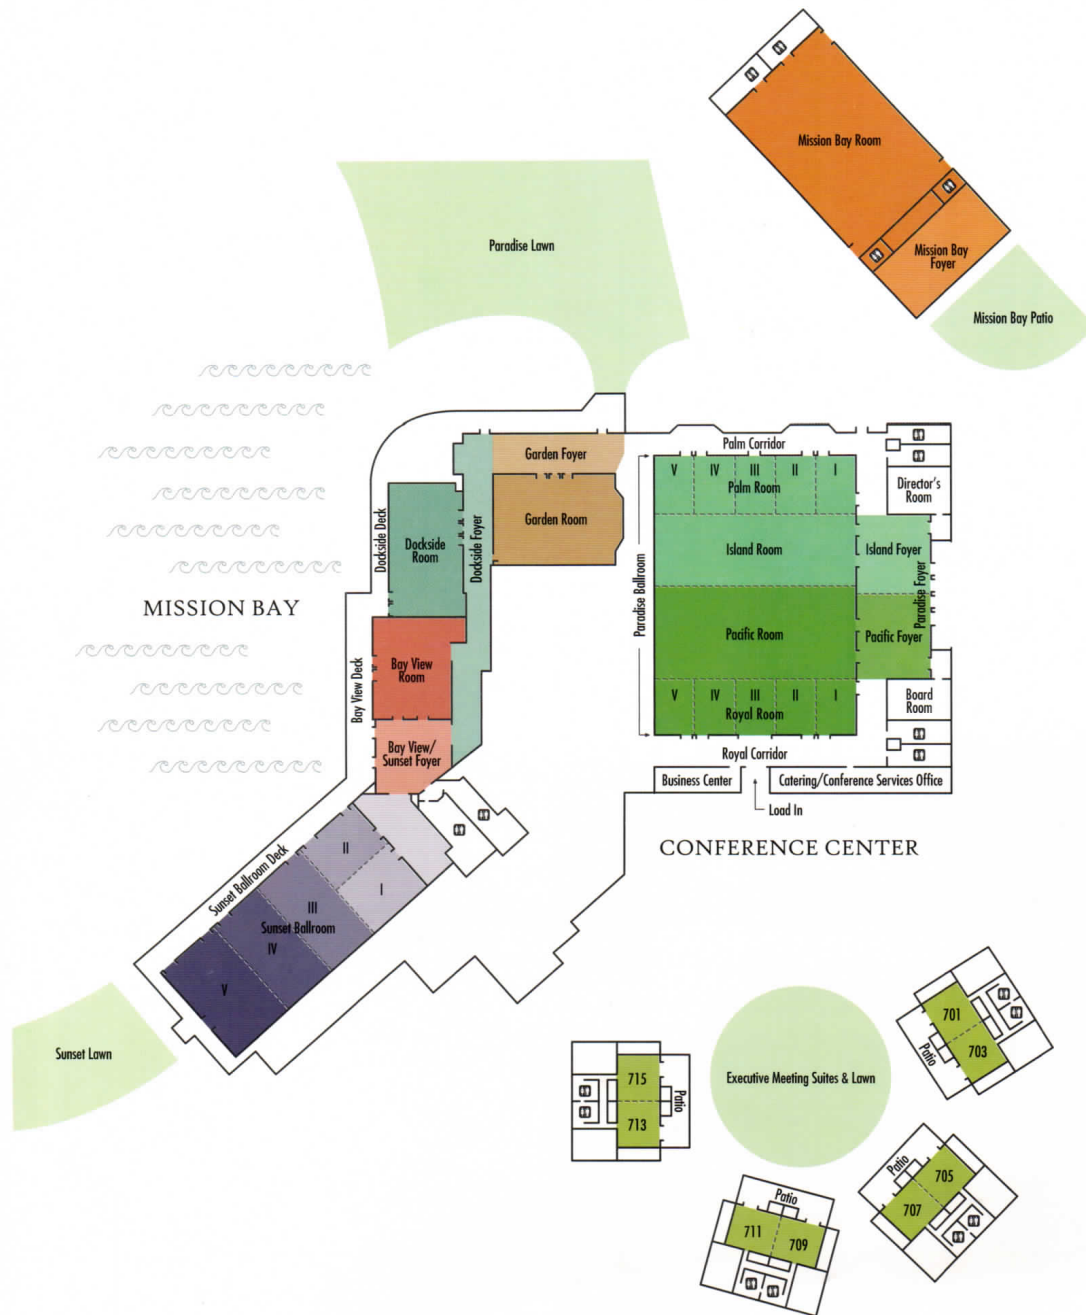 Mission Bay Room
Mission Bay
Foyer
Mission Bay Patio
Paradise Lawn
MISSION BAY
Garden Foyer
Garden Room
Dockside Deck
Dockside
Room
Dockside Foyer
Bay View Deck
Bay View
Room
Bay View/
Sunset Foyer
Palm Corridor
V
IV
III
II
I
Palm Room
Director's
Room
Paradise Ballroom
Island Room
Island Foyer
Paradise Foyer
Pacific Room
Pacific Foyer
V
IV
III
II
I
Royal Room
Board
Room
Royal Corridor
Business Center
Catering/Conference Services Office
Load In
CONFERENCE CENTER
Sunset Ballroom Deck
II
I
III
Sunset Ballroom
IV
V
Sunset Lawn
Executive Meeting Suites & Lawn
701
703
Patio
715
713
Patio
705
707
Patio
711
709
Patio